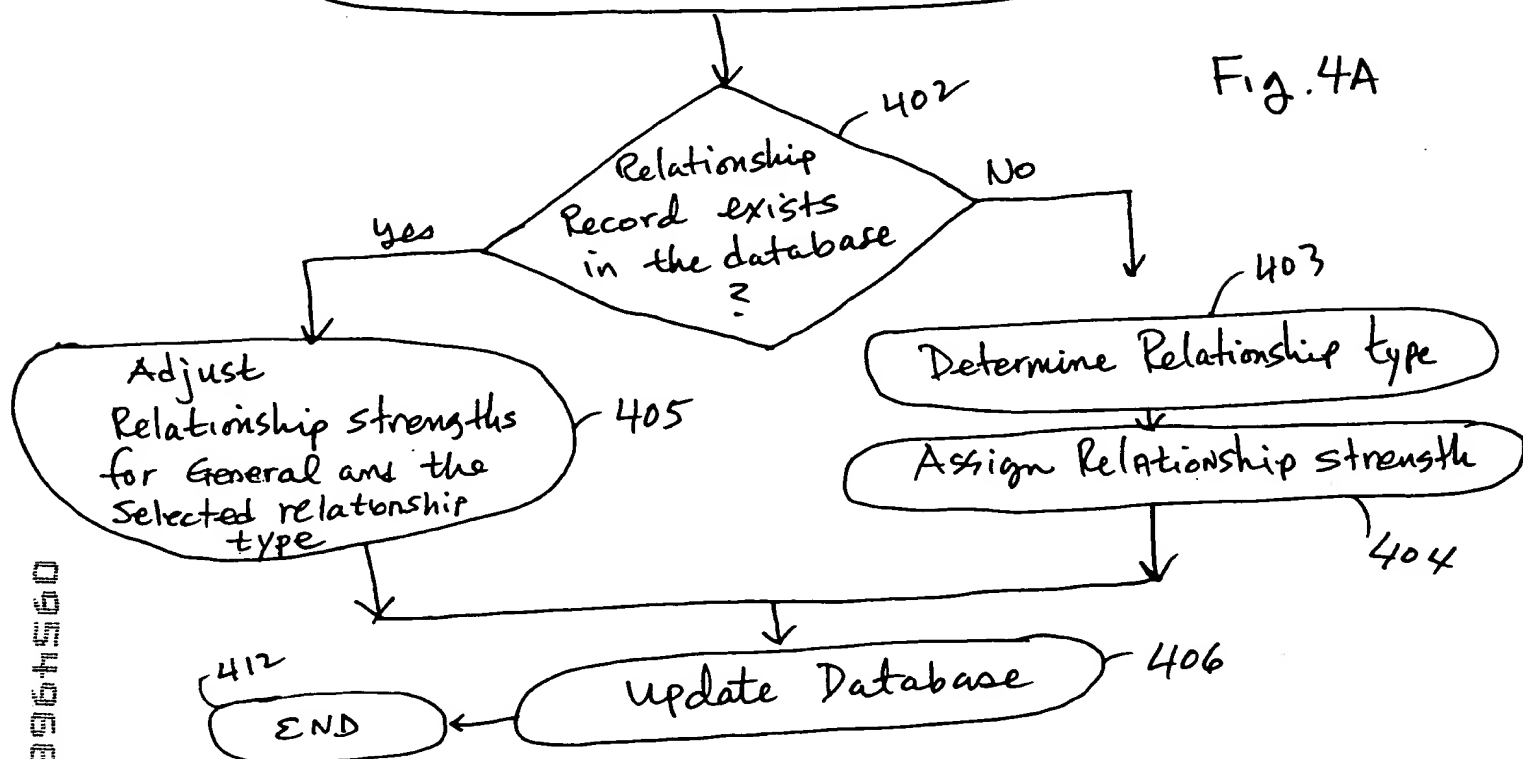 Fig. 4A
402
Relationship
Record exists
in the database
?
Yes
No
403
Determine Relationship type
Adjust
Relationship strengths
for General and the
Selected relationship
type
405
Assign Relationship strength
404
406
Update Database
412
END